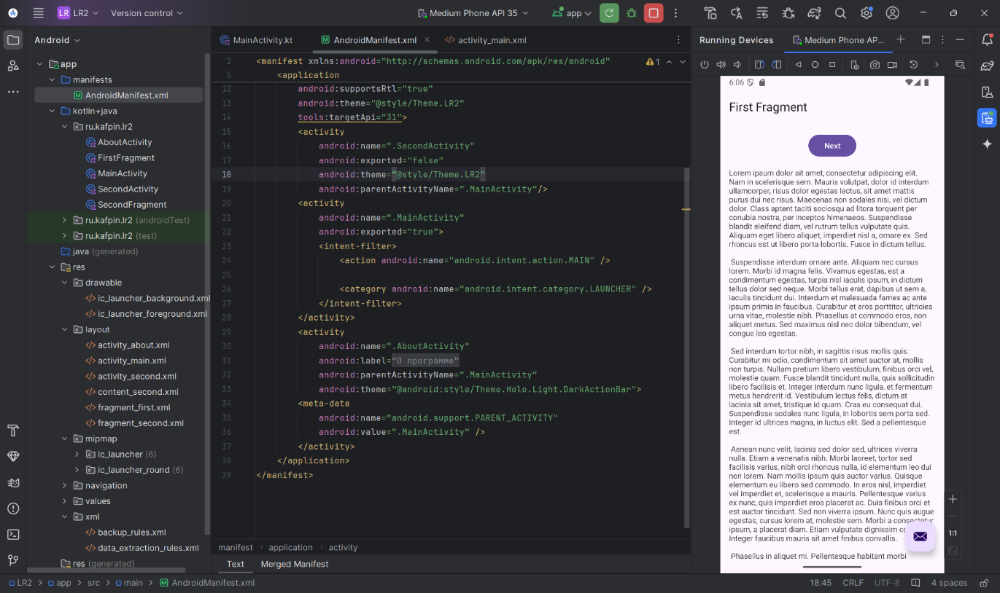 LR LR2 Version control Medium Phone API 35 app
Android
app
manifests
AndroidManifest.xml
kotlin+java
ru.kafpin.lr2
AboutActivity
FirstFragment
MainActivity
SecondActivity
SecondFragment
ru.kafpin.lr2 (androidTest)
ru.kafpin.lr2 (test)
java (generated)
res
drawable
ic_launcher_background.xml
ic_launcher_foreground.xml
layout
activity_about.xml
activity_main.xml
activity_second.xml
content_second.xml
fragment_first.xml
fragment_second.xml
mipmap
ic_launcher (6)
ic_launcher_round (6)
navigation
values
xml
backup_rules.xml
data_extraction_rules.xml
res (generated)
MainActivity.kt AndroidManifest.xml activity_main.xml
2 <manifest xmlns:android="http://schemas.android.com/apk/res/android" 1
5 <application
12 android:supportsRtl="true"
13 android:theme="@style/Theme.LR2"
14 tools:targetApi="31">
15 <activity
16 android:name=".SecondActivity"
17 android:exported="false"
18 android:theme="@style/Theme.LR2"
19 android:parentActivityName=".MainActivity"/>
20 <activity
21 android:name=".MainActivity"
22 android:exported="true">
23 <intent-filter>
24 <action android:name="android.intent.action.MAIN" />
25
26 <category android:name="android.intent.category.LAUNCHER" />
27 </intent-filter>
28 </activity>
29 <activity
30 android:name=".AboutActivity"
31 android:label="О программе"
32 android:parentActivityName=".MainActivity"
33 android:theme="@android:style/Theme.Holo.Light.DarkActionBar">
34 <meta-data
35 android:name="android.support.PARENT_ACTIVITY"
36 android:value=".MainActivity" />
37 </activity>
38 </application>
39 </manifest>
manifest application activity
Text Merged Manifest
Running Devices Medium Phone AP...
6:06
First Fragment
Next
Lorem ipsum dolor sit amet, consectetur adipiscing elit.
Nam in scelerisque sem. Mauris volutpat, dolor id interdum
ullamcorper, risus dolor egestas lectus, sit amet mattis
purus dui nec risus. Maecenas non sodales nisi, vel dictum
dolor. Class aptent taciti sociosqu ad litora torquent per
conubia nostra, per inceptos himenaeos. Suspendisse
blandit eleifend diam, vel rutrum tellus vulputate quis.
Aliquam eget libero aliquet, imperdiet nisl a, ornare ex. Sed
rhoncus est ut libero porta lobortis. Fusce in dictum tellus.
Suspendisse interdum ornare ante. Aliquam nec cursus
lorem. Morbi id magna felis. Vivamus egestas, est a
condimentum egestas, turpis nisl iaculis ipsum, in dictum
tellus dolor sed neque. Morbi tellus erat, dapibus ut sem a,
iaculis tincidunt dui. Interdum et malesuada fames ac ante
ipsum primis in faucibus. Curabitur et eros porttitor, ultricies
urna vitae, molestie nibh. Phasellus at commodo eros, non
aliquet metus. Sed maximus nisl nec dolor bibendum, vel
congue leo egestas.
Sed interdum tortor nibh, in sagittis risus mollis quis.
Curabitur mi odio, condimentum sit amet auctor at, mollis
non turpis. Nullam pretium libero vestibulum, finibus orci vel,
molestie quam. Fusce blandit tincidunt nulla, quis sollicitudin
libero facilisis et. Integer interdum nunc ligula, et fermentum
metus hendrerit id. Vestibulum lectus felis, dictum at
lacinia sit amet, tristique id quam. Cras eu consequat dui.
Suspendisse sodales nunc ligula, in lobortis sem porta sed.
Integer id ultrices magna, in luctus elit. Sed a pellentesque
est.
Aenean nunc velit, lacinia sed dolor sed, ultrices viverra
nulla. Etiam a venenatis nibh. Morbi laoreet, tortor sed
facilisis varius, nibh orci rhoncus nulla, id elementum leo dui
non lorem. Nam mollis ipsum quis auctor varius. Quisque
elementum eu libero sed commodo. In eros nisl, imperdiet
vel imperdiet et, scelerisque a mauris. Pellentesque varius
ex nunc, quis imperdiet eros placerat ac. Duis finibus orci et
est auctor tincidunt. Sed non viverra ipsum. Nunc quis augue
egestas, cursus lorem at, molestie sem. Morbi a consectetur
ipsum, a placerat diam. Etiam vulputate dignissim
Integer faucibus mauris sit amet finibus convallis.
Phasellus in aliquet mi. Pellentesque habitant morbi
1:1
LR2 app src main AndroidManifest.xml 18:45 CRLF UTF-8 4 spaces